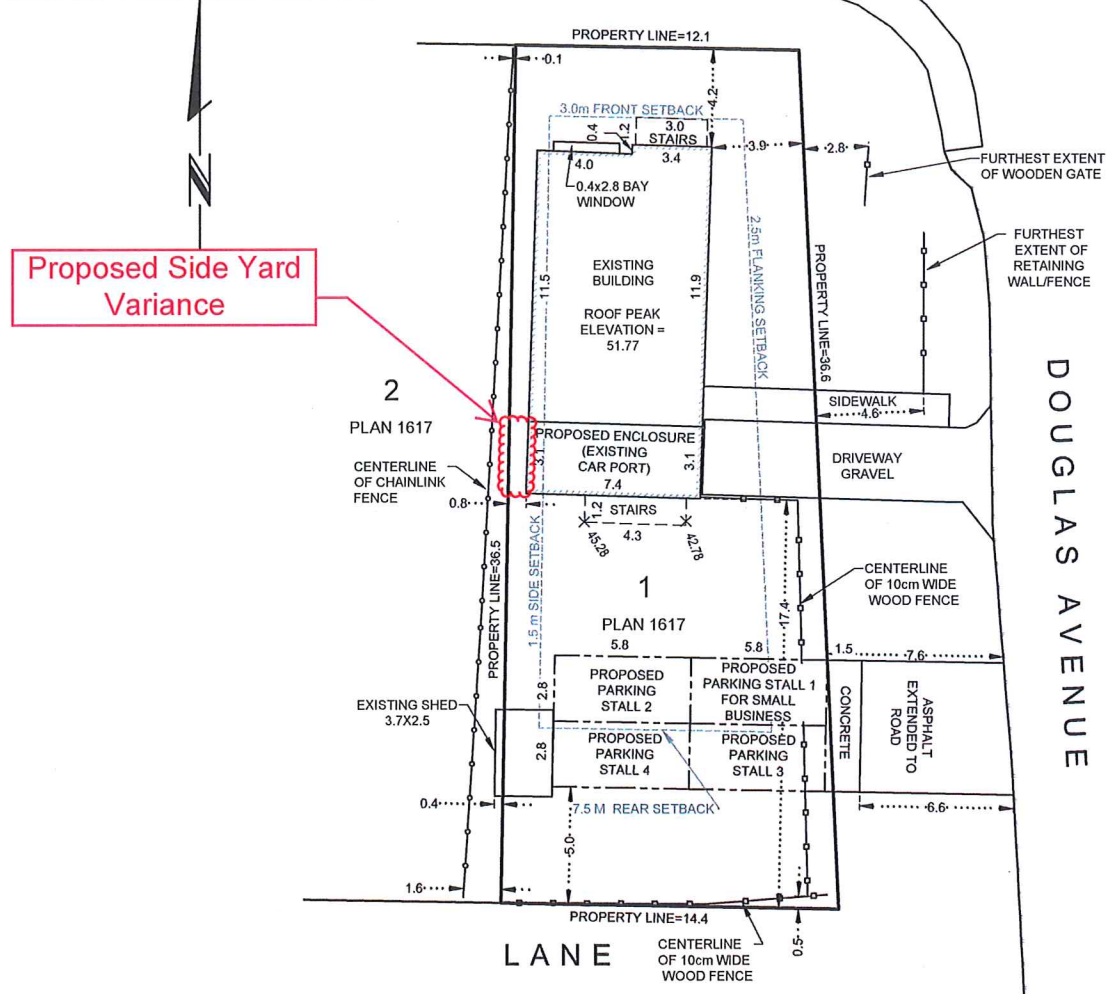 PROPERTY LINE=12.1
0.1
3.0m FRONT SETBACK
4.2
0.4
1.2
3.0
STAIRS
3.4
4.0
3.9
2.8
FURTHEST EXTENT
OF WOODEN GATE
0.4x2.8 BAY
WINDOW
N
FURTHEST
EXTENT OF
RETAINING
WALL/FENCE
Proposed Side Yard
Variance
11.5
EXISTING
BUILDING
ROOF PEAK
ELEVATION =
51.77
11.9
2.5m FLANKING SETBACK
PROPERTY LINE=36.6
2
PLAN 1617
SIDEWALK
4.6
DOUGLAS AVENUE
PROPOSED ENCLOSURE
(EXISTING
CAR PORT)
3.1
3.1
7.4
DRIVEWAY
GRAVEL
CENTERLINE
OF CHAINLINK
FENCE
0.8
1.2
STAIRS
4.3
45.28
42.78
PROPERTY LINE=36.5
1.5 m SIDE SETBACK
1
PLAN 1617
17.4
CENTERLINE
OF 10cm WIDE
WOOD FENCE
5.8
5.8
1.5
7.6
2.8
PROPOSED
PARKING
STALL 2
PROPOSED
PARKING STALL 1
FOR SMALL
BUSINESS
CONCRETE
ASPHALT
EXTENDED TO
ROAD
EXISTING SHED
3.7X2.5
2.8
PROPOSED
PARKING
STALL 4
PROPOSED
PARKING
STALL 3
0.4
7.5 M REAR SETBACK
6.6
5.0
1.6
PROPERTY LINE=14.4
0.5
LANE
CENTERLINE
OF 10cm WIDE
WOOD FENCE